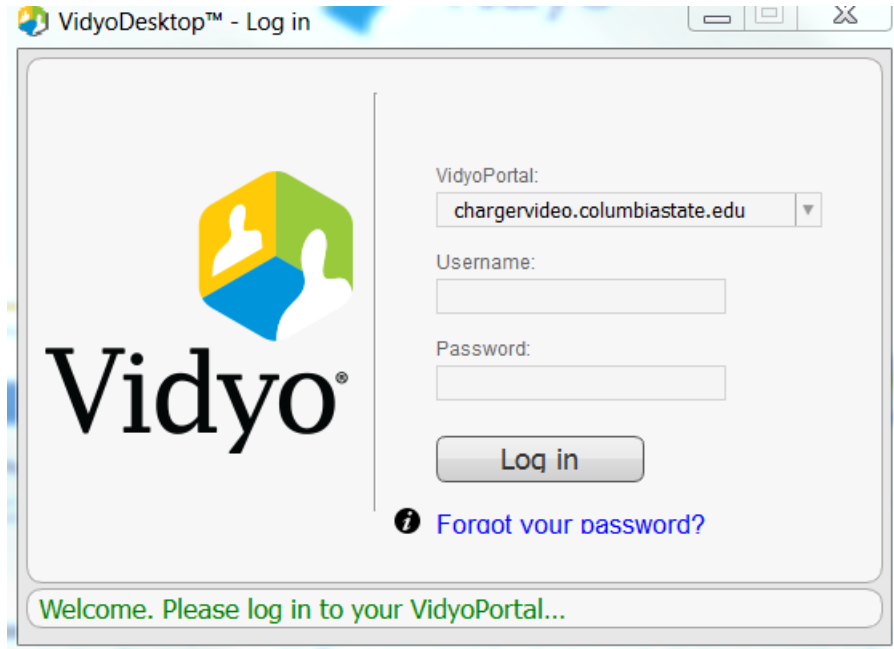 VidyoDesktop™ - Log in
VidyoPortal:
chargervideo.columbiastate.edu
Username:
Password:
Vidyo®
Log in
Forgot your password?
Welcome. Please log in to your VidyoPortal...